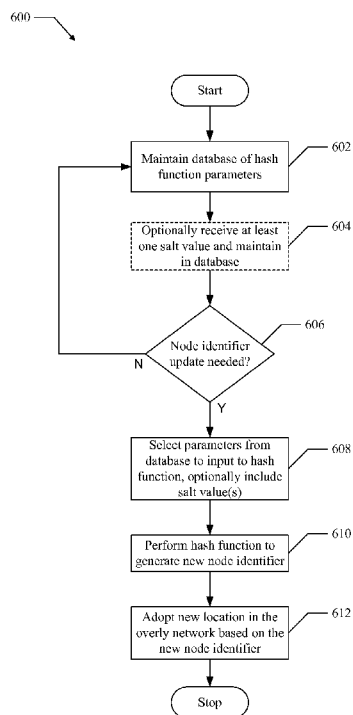 600
Start
Maintain database of hash
function parameters
602
Optionally receive at least
one salt value and maintain
in database
604
606
Node identifier
update needed?
N
Y
Select parameters from
database to input to hash
function, optionally include
salt value(s)
608
Perform hash function to
generate new node identifier
610
Adopt new location in the
overly network based on the
new node identifier
612
Stop